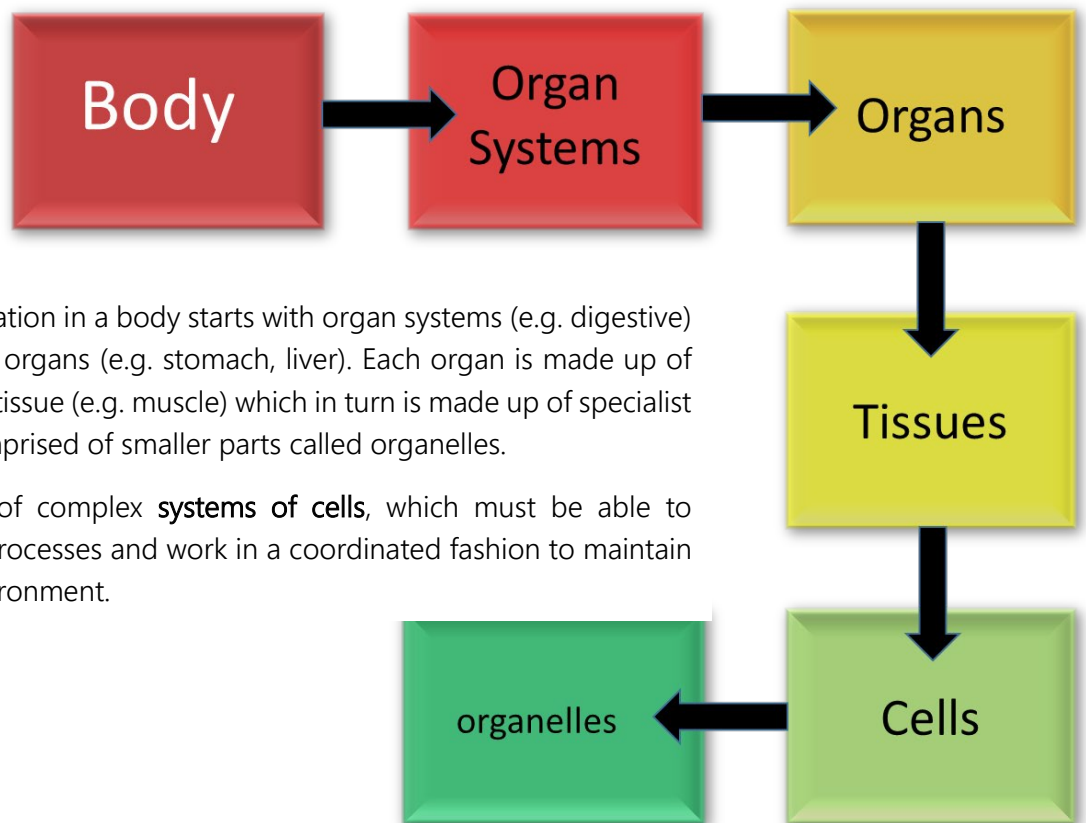 Body
Organ
Systems
Organs
ation in a body starts with organ systems (e.g. digestive)
organs (e.g. stomach, liver). Each organ is made up of
tissue (e.g. muscle) which in turn is made up of specialist
prised of smaller parts called organelles.
of complex systems of cells, which must be able to
rocesses and work in a coordinated fashion to maintain
ronment.
Tissues
Cells
organelles